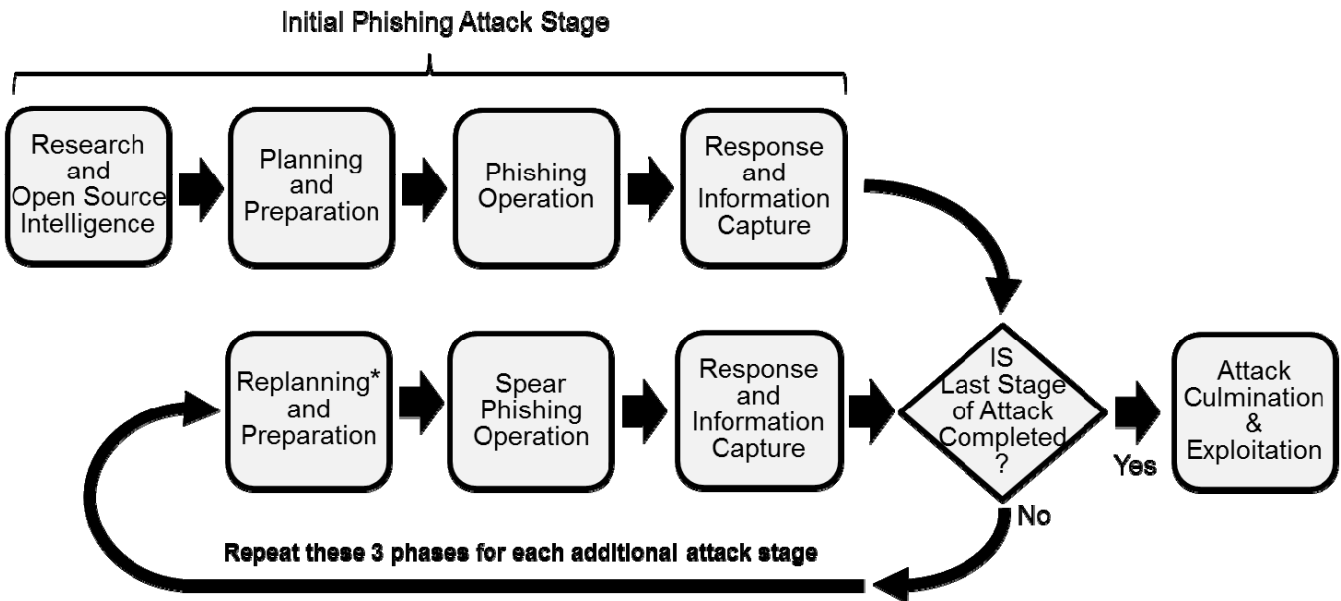 Initial Phishing Attack Stage
Research
and
Open Source
Intelligence
Planning
and
Preparation
Phishing
Operation
Response
and
Information
Capture
Replanning*
and
Preparation
Spear
Phishing
Operation
Response
and
Information
Capture
IS
Last Stage
of Attack
Completed
?
Yes
No
Attack
Culmination
&
Exploitation
Repeat these 3 phases for each additional attack stage